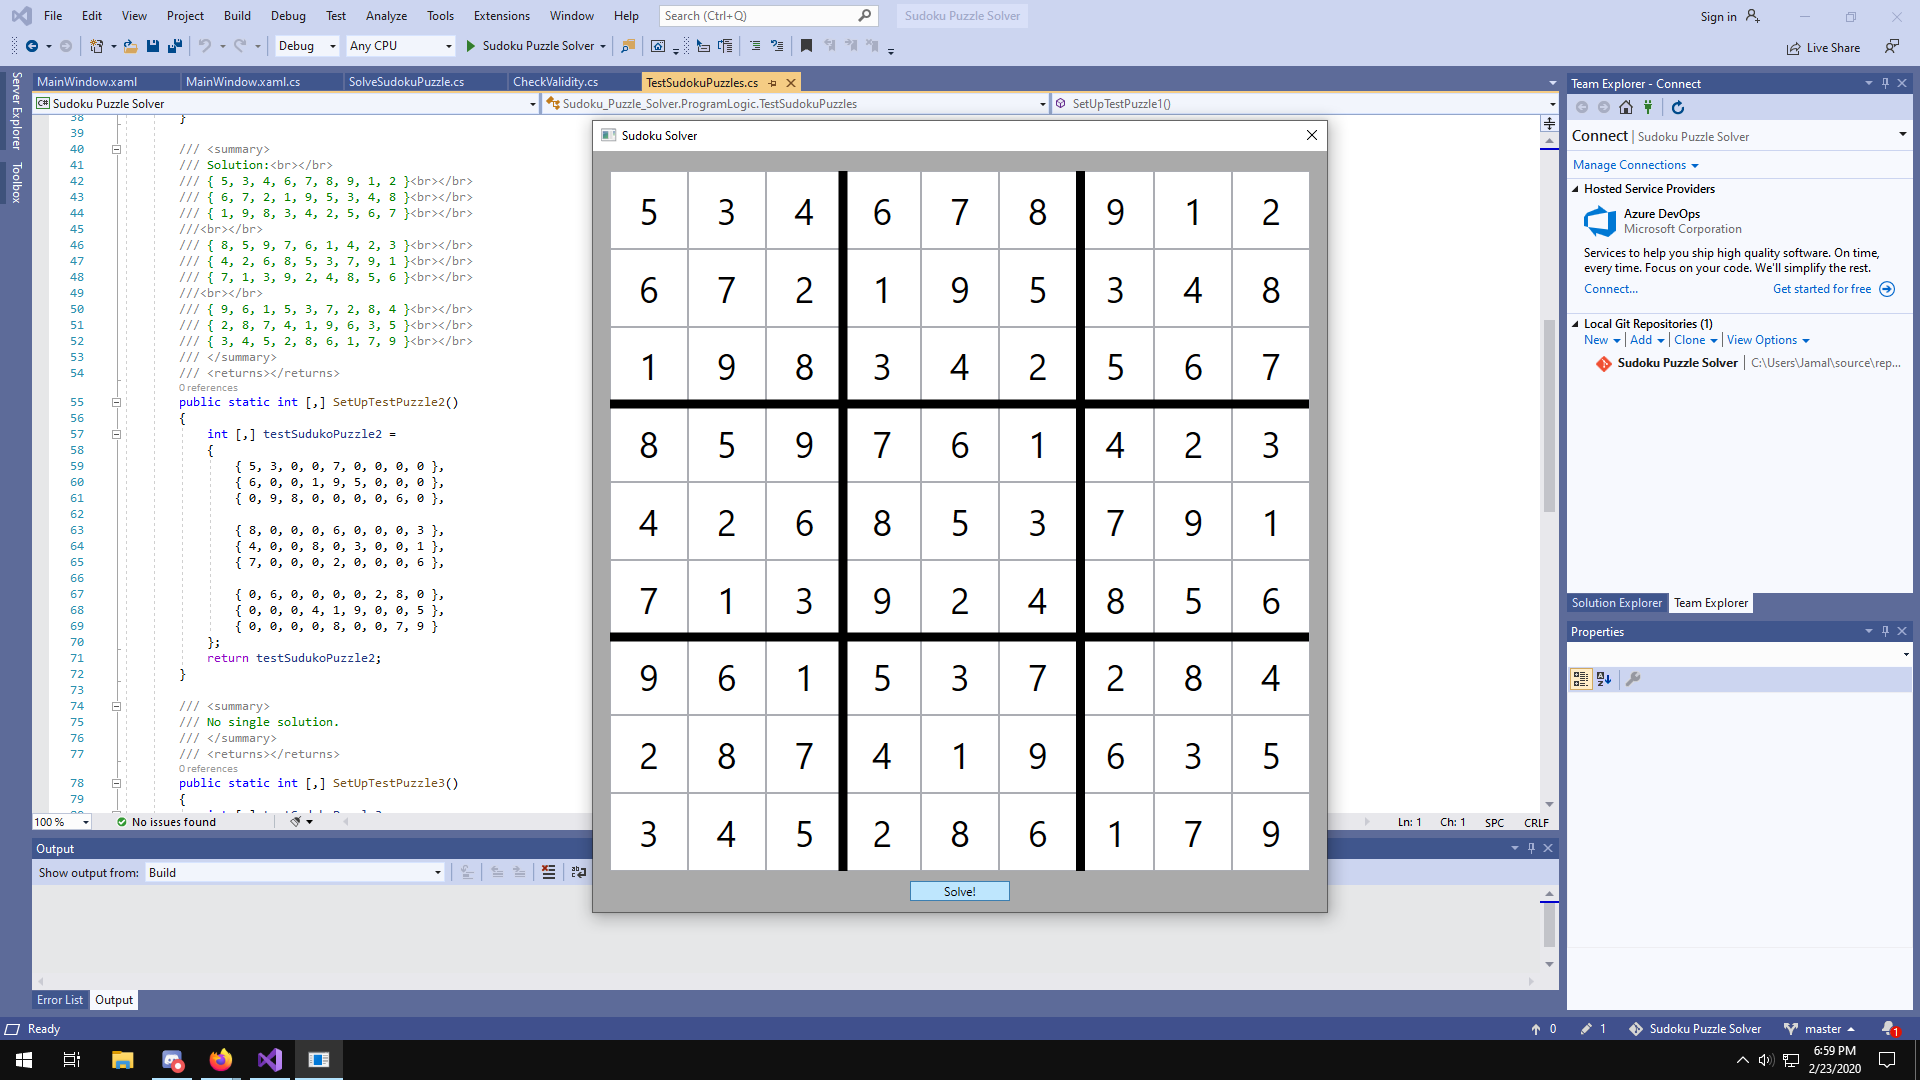 File Edit View Project Build Debug Test Analyze Tools Extensions Window Help Search (Ctrl+Q) Sudoku Puzzle Solver Sign in
Debug Any CPU Sudoku Puzzle Solver Live Share
Server Explorer
Toolbox
MainWindow.xaml MainWindow.xaml.cs SolveSudokuPuzzle.cs CheckValidity.cs TestSudokuPuzzles.cs
C# Sudoku Puzzle Solver Sudoku_Puzzle_Solver.ProgramLogic.TestSudokuPuzzles SetUpTestPuzzle1()
38 }
39
40 /// <summary>
41 /// Solution:<br></br>
42 /// { 5, 3, 4, 6, 7, 8, 9, 1, 2 }<br></br>
43 /// { 6, 7, 2, 1, 9, 5, 3, 4, 8 }<br></br>
44 /// { 1, 9, 8, 3, 4, 2, 5, 6, 7 }<br></br>
45 ///<br></br>
46 /// { 8, 5, 9, 7, 6, 1, 4, 2, 3 }<br></br>
47 /// { 4, 2, 6, 8, 5, 3, 7, 9, 1 }<br></br>
48 /// { 7, 1, 3, 9, 2, 4, 8, 5, 6 }<br></br>
49 ///<br></br>
50 /// { 9, 6, 1, 5, 3, 7, 2, 8, 4 }<br></br>
51 /// { 2, 8, 7, 4, 1, 9, 6, 3, 5 }<br></br>
52 /// { 3, 4, 5, 2, 8, 6, 1, 7, 9 }<br></br>
53 /// </summary>
54 /// <returns></returns>
0 references
55 public static int [,] SetUpTestPuzzle2()
56 {
57 int [,] testSudukoPuzzle2 =
58 {
59 { 5, 3, 0, 0, 7, 0, 0, 0, 0 },
60 { 6, 0, 0, 1, 9, 5, 0, 0, 0 },
61 { 0, 9, 8, 0, 0, 0, 0, 6, 0 },
62
63 { 8, 0, 0, 0, 6, 0, 0, 0, 3 },
64 { 4, 0, 0, 8, 0, 3, 0, 0, 1 },
65 { 7, 0, 0, 0, 2, 0, 0, 0, 6 },
66
67 { 0, 6, 0, 0, 0, 0, 2, 8, 0 },
68 { 0, 0, 0, 4, 1, 9, 0, 0, 5 },
69 { 0, 0, 0, 0, 8, 0, 0, 7, 9 }
70 };
71 return testSudukoPuzzle2;
72 }
73
74 /// <summary>
75 /// No single solution.
76 /// </summary>
77 /// <returns></returns>
0 references
78 public static int [,] SetUpTestPuzzle3()
79 {
100 % No issues found Ln: 1 Ch: 1 SPC CRLF
Sudoku Solver
5 3 4 6 7 8 9 1 2
6 7 2 1 9 5 3 4 8
1 9 8 3 4 2 5 6 7
8 5 9 7 6 1 4 2 3
4 2 6 8 5 3 7 9 1
7 1 3 9 2 4 8 5 6
9 6 1 5 3 7 2 8 4
2 8 7 4 1 9 6 3 5
3 4 5 2 8 6 1 7 9
Solve!
Output
Show output from: Build
Error List Output
Team Explorer - Connect
Connect | Sudoku Puzzle Solver
Manage Connections
Hosted Service Providers
Azure DevOps
Microsoft Corporation
Services to help you ship high quality software. On time,
every time. Focus on your code. We'll simplify the rest.
Connect... Get started for free
Local Git Repositories (1)
New | Add | Clone | View Options
Sudoku Puzzle Solver | C:\Users\Jamal\source\rep...
Solution Explorer Team Explorer
Properties
Ready 0 1 Sudoku Puzzle Solver master 1
6:59 PM
2/23/2020